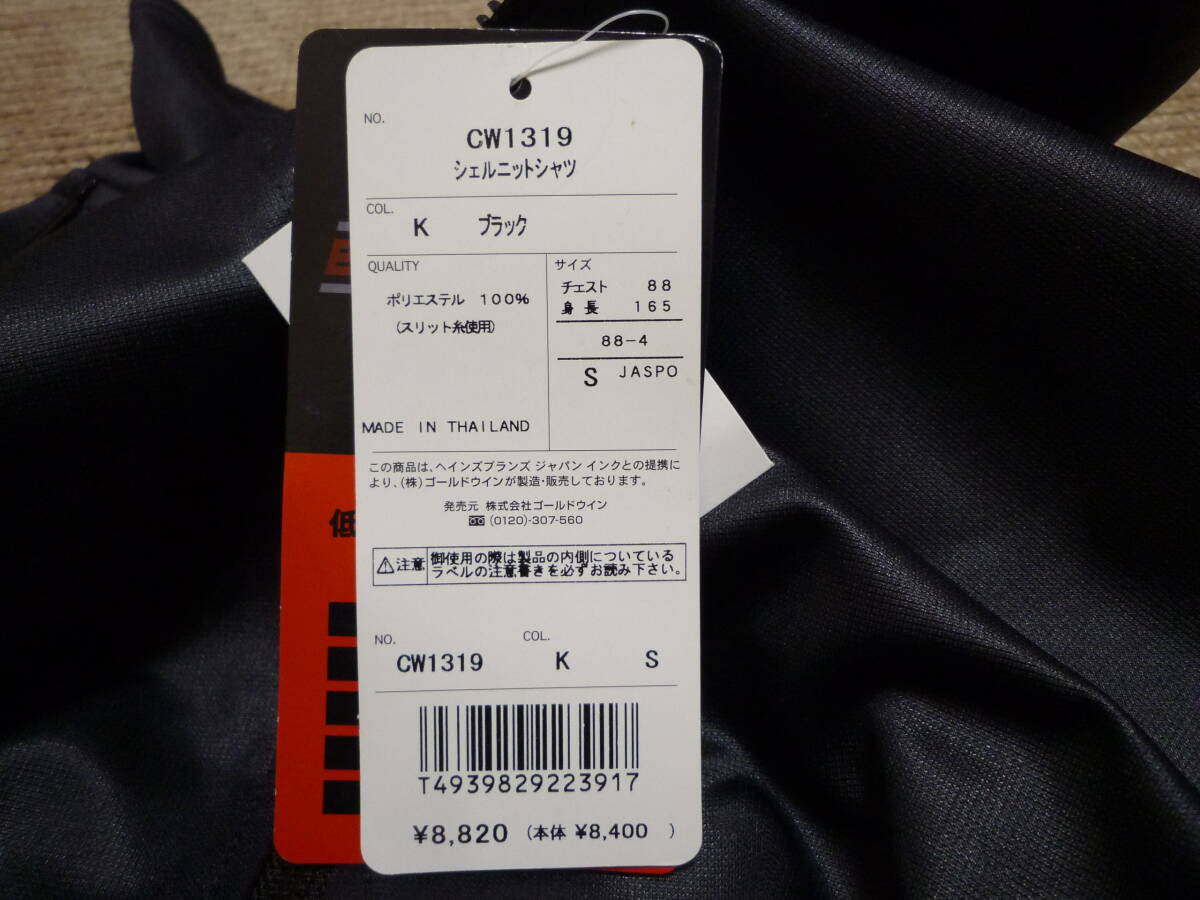 NO.
CW1319
シェルニットシャツ
COL.
K ブラック
QUALITY
ポリエステル 100%
(スリット糸使用)
MADE IN THAILAND
サイズ
チェスト 88
身長 165
88-4
S JASPO
この商品は、ヘインズブランズ ジャパン インクとの提携に
より、(株)ゴールドウインが製造・販売しております。
発売元 株式会社ゴールドウイン
(0120)-307-560
⚠注意 御使用の際は製品の内側についている
ラベルの注意書きを必ずお読み下さい。
NO. COL.
CW1319 K S
T4939829223917
¥8,820 (本体 ¥8,400 )
低